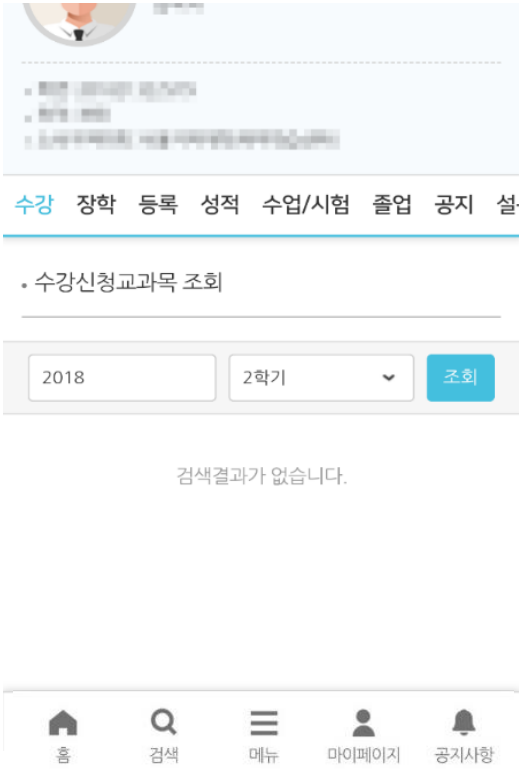 수강 장학 등록 성적 수업/시험 졸업 공지
수강신청교과목 조회
2018 2학기 조회
검색결과가 없습니다.
홈 검색 메뉴 마이페이지 공지사항